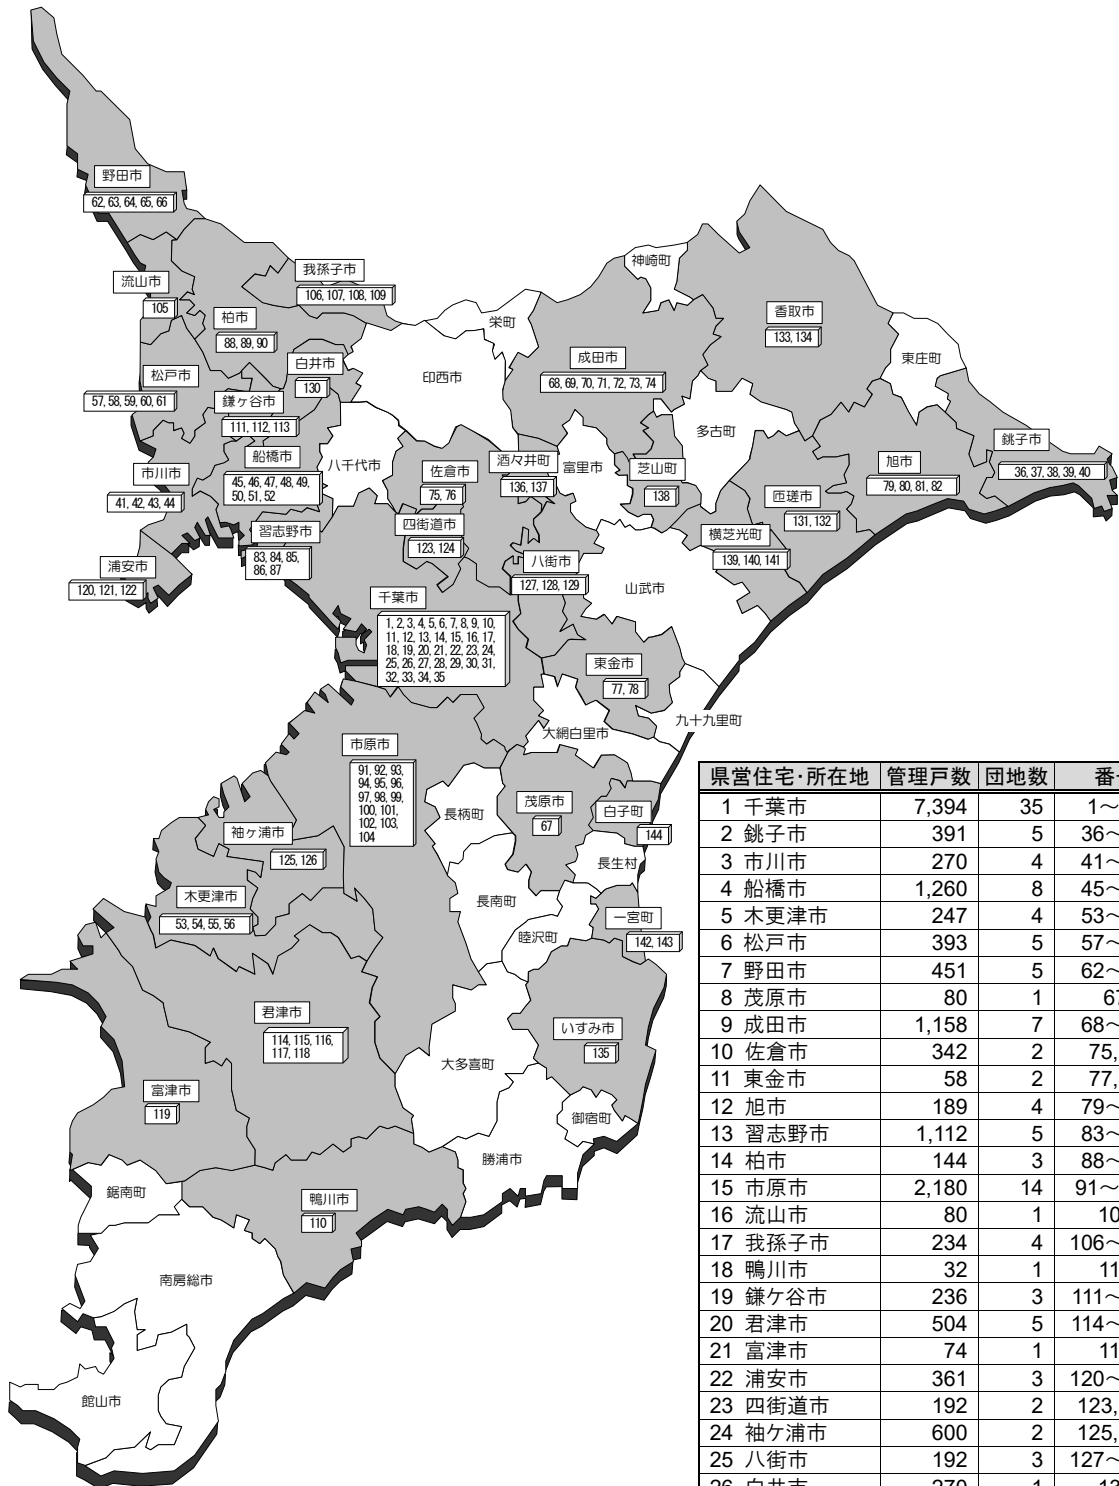 野田市
62, 63, 64, 65, 66
流山市
105
我孫子市
106, 107, 108, 109
柏市
88, 89, 90
松戸市
57, 58, 59, 60, 61
白井市
130
鎌ヶ谷市
111, 112, 113
船橋市
45, 46, 47, 48, 49,
50, 51, 52
市川市
41, 42, 43, 44
習志野市
83, 84, 85,
86, 87
浦安市
120, 121, 122
八千代市
印西市
栄町
成田市
68, 69, 70, 71, 72, 73, 74
神崎町
香取市
133, 134
東庄町
銚子市
36, 37, 38, 39, 40
旭市
79, 80, 81, 82
多古町
匝瑳市
131, 132
横芝光町
139, 140, 141
芝山町
138
富里市
酒々井町
136, 137
佐倉市
75, 76
四街道市
123, 124
八街市
127, 128, 129
山武市
千葉市
1, 2, 3, 4, 5, 6, 7, 8, 9, 10,
11, 12, 13, 14, 15, 16, 17,
18, 19, 20, 21, 22, 23, 24,
25, 26, 27, 28, 29, 30, 31,
32, 33, 34, 35
東金市
77, 78
九十九里町
大網白里市
市原市
91, 92, 93,
94, 95, 96,
97, 98, 99,
100, 101,
102, 103,
104
長柄町
茂原市
67
白子町
144
長生村
長南町
睦沢町
一宮町
142, 143
袖ヶ浦市
125, 126
木更津市
53, 54, 55, 56
君津市
114, 115, 116,
117, 118
いすみ市
135
大多喜町
御宿町
勝浦市
富津市
119
鋸南町
鴨川市
110
南房総市
館山市
県営住宅・所在地 管理戸数 団地数 番
1 千葉市 7,394 35 1～
2 銚子市 391 5 36～
3 市川市 270 4 41～
4 船橋市 1,260 8 45～
5 木更津市 247 4 53～
6 松戸市 393 5 57～
7 野田市 451 5 62～
8 茂原市 80 1 67
9 成田市 1,158 7 68～
10 佐倉市 342 2 75,
11 東金市 58 2 77,
12 旭市 189 4 79～
13 習志野市 1,112 5 83～
14 柏市 144 3 88～
15 市原市 2,180 14 91～
16 流山市 80 1 10
17 我孫子市 234 4 106～
18 鴨川市 32 1 11
19 鎌ケ谷市 236 3 111～
20 君津市 504 5 114～
21 富津市 74 1 11
22 浦安市 361 3 120～
23 四街道市 192 2 123,
24 袖ケ浦市 600 2 125,
25 八街市 192 3 127～
26 白井市 270 1 13